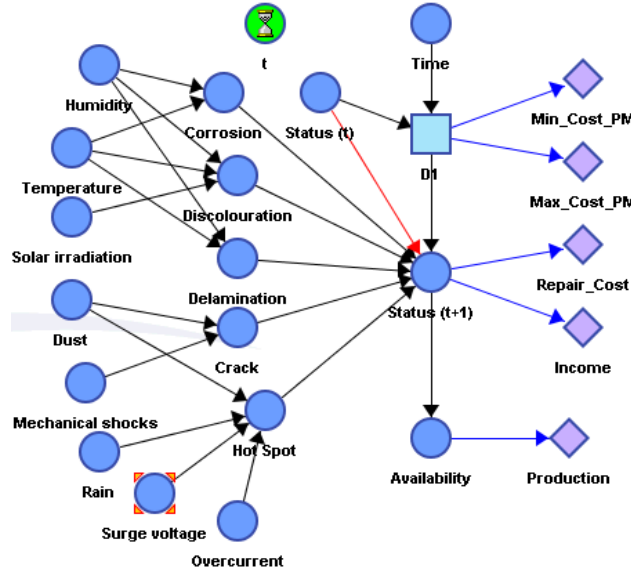 t
Time
Humidity
Corrosion
Status (t)
Min_Cost_PM
D1
Temperature
Discolouration
Max_Cost_PM
Solar irradiation
Delamination
Status (t+1)
Repair_Cost
Dust
Crack
Income
Mechanical shocks
Hot Spot
Rain
Availability
Production
Surge voltage
Overcurrent